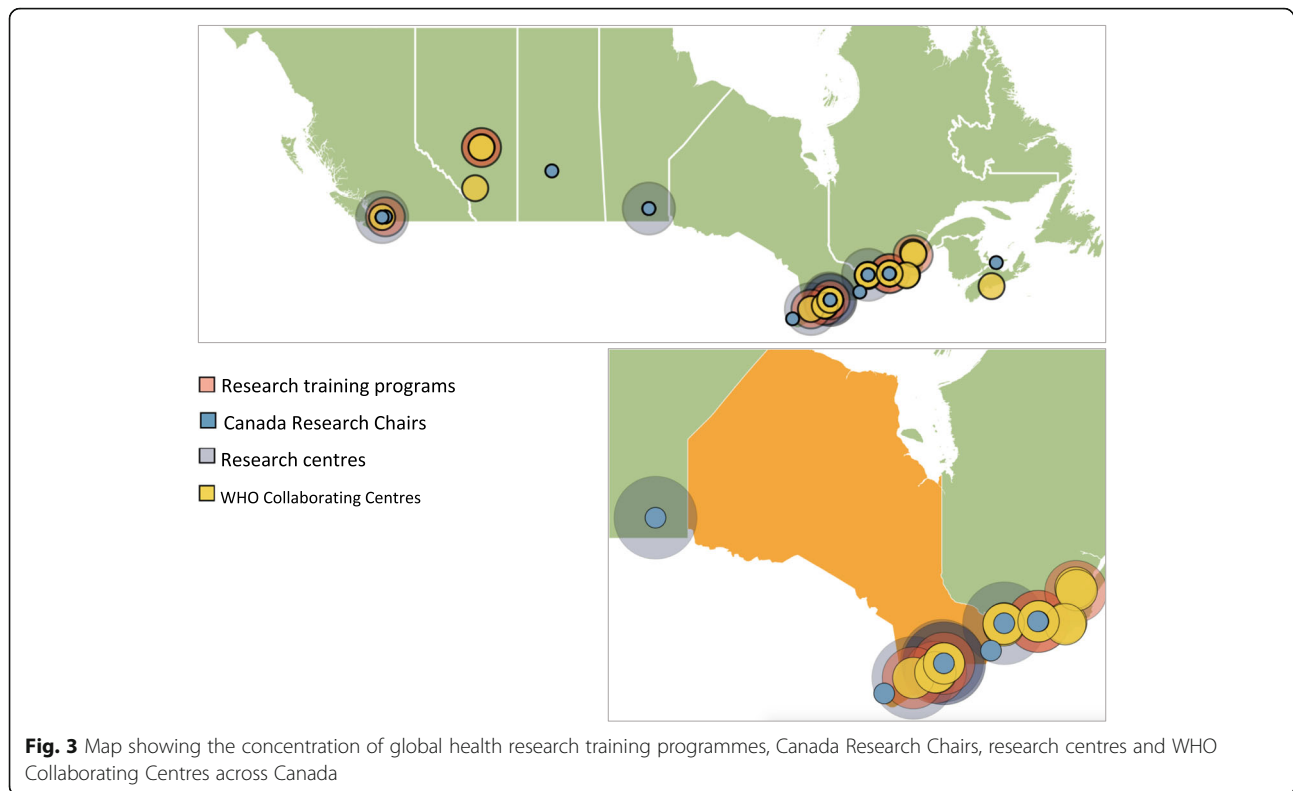 Research training programs
Canada Research Chairs
Research centres
WHO Collaborating Centres
Fig. 3 Map showing the concentration of global health research training programmes, Canada Research Chairs, research centres and WHO
Collaborating Centres across Canada